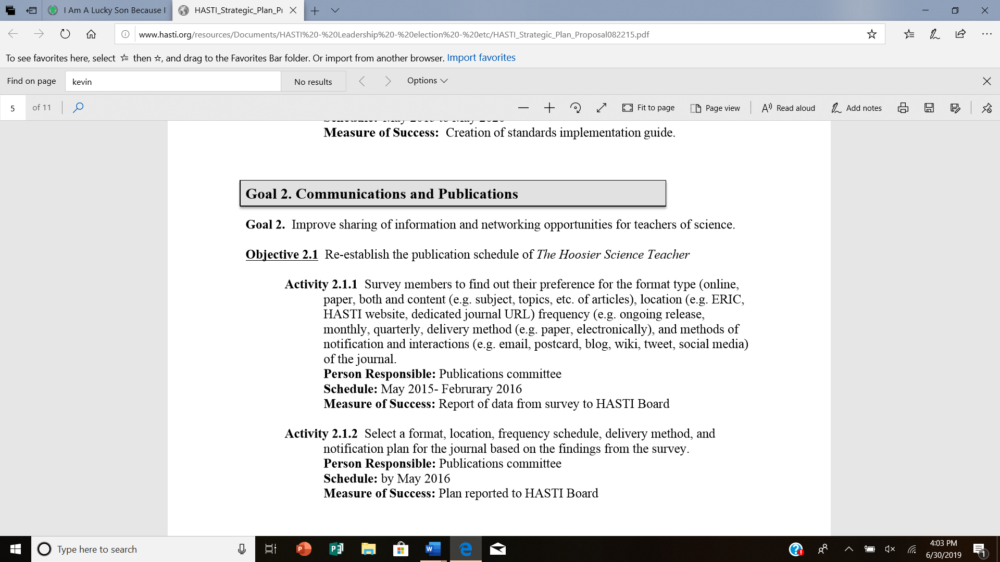 I Am A Lucky Son Because I
HASTI_Strategic_Plan_Pr
www.hasti.org/resources/Documents/HASTI%20-%20Leadership%20-%20election%20-%20etc/HASTI_Strategic_Plan_Proposal082215.pdf
To see favorites here, select then , and drag to the Favorites Bar folder. Or import from another browser. Import favorites
Find on page kevin No results Options
5 of 11 Fit to page Page view Read aloud Add notes
Schedule: May 2015 to May 2020
Measure of Success: Creation of standards implementation guide.
Goal 2. Communications and Publications
Goal 2. Improve sharing of information and networking opportunities for teachers of science.
Objective 2.1 Re-establish the publication schedule of The Hoosier Science Teacher
Activity 2.1.1 Survey members to find out their preference for the format type (online,
paper, both and content (e.g. subject, topics, etc. of articles), location (e.g. ERIC,
HASTI website, dedicated journal URL) frequency (e.g. ongoing release,
monthly, quarterly, delivery method (e.g. paper, electronically), and methods of
notification and interactions (e.g. email, postcard, blog, wiki, tweet, social media)
of the journal.
Person Responsible: Publications committee
Schedule: May 2015- Februrary 2016
Measure of Success: Report of data from survey to HASTI Board
Activity 2.1.2 Select a format, location, frequency schedule, delivery method, and
notification plan for the journal based on the findings from the survey.
Person Responsible: Publications committee
Schedule: by May 2016
Measure of Success: Plan reported to HASTI Board
Type here to search
4:03 PM
6/30/2019
1